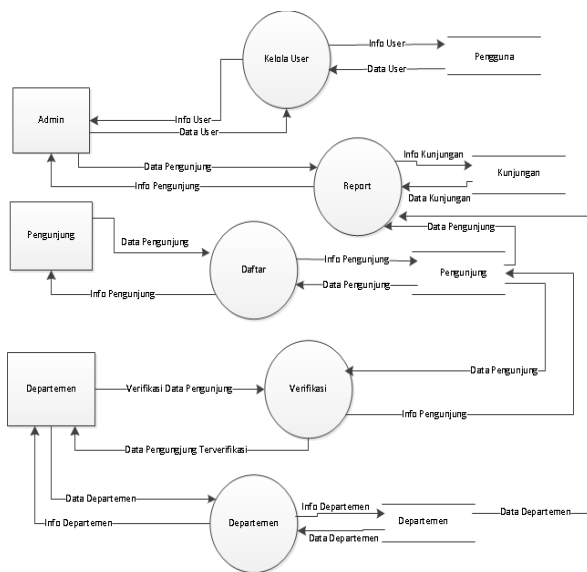 Kelola User
Info User
Data User
Pengguna
Admin
Info User
Data User
Data Pengunjung
Info Pengunjung
Report
Info Kunjungan
Data Kunjungan
Kunjungan
Pengunjung
Data Pengunjung
Info Pengunjung
Daftar
Info Pengunjung
Data Pengunjung
Pengunjung
Data Pengunjung
Departemen
Verifikasi Data Pengunjung
Data Pengungjung Terverifikasi
Verifikasi
Data Pengunjung
Info Pengunjung
Data Departemen
Info Departemen
Departemen
Info Departemen
Data Departemen
Departemen
Data Departemen